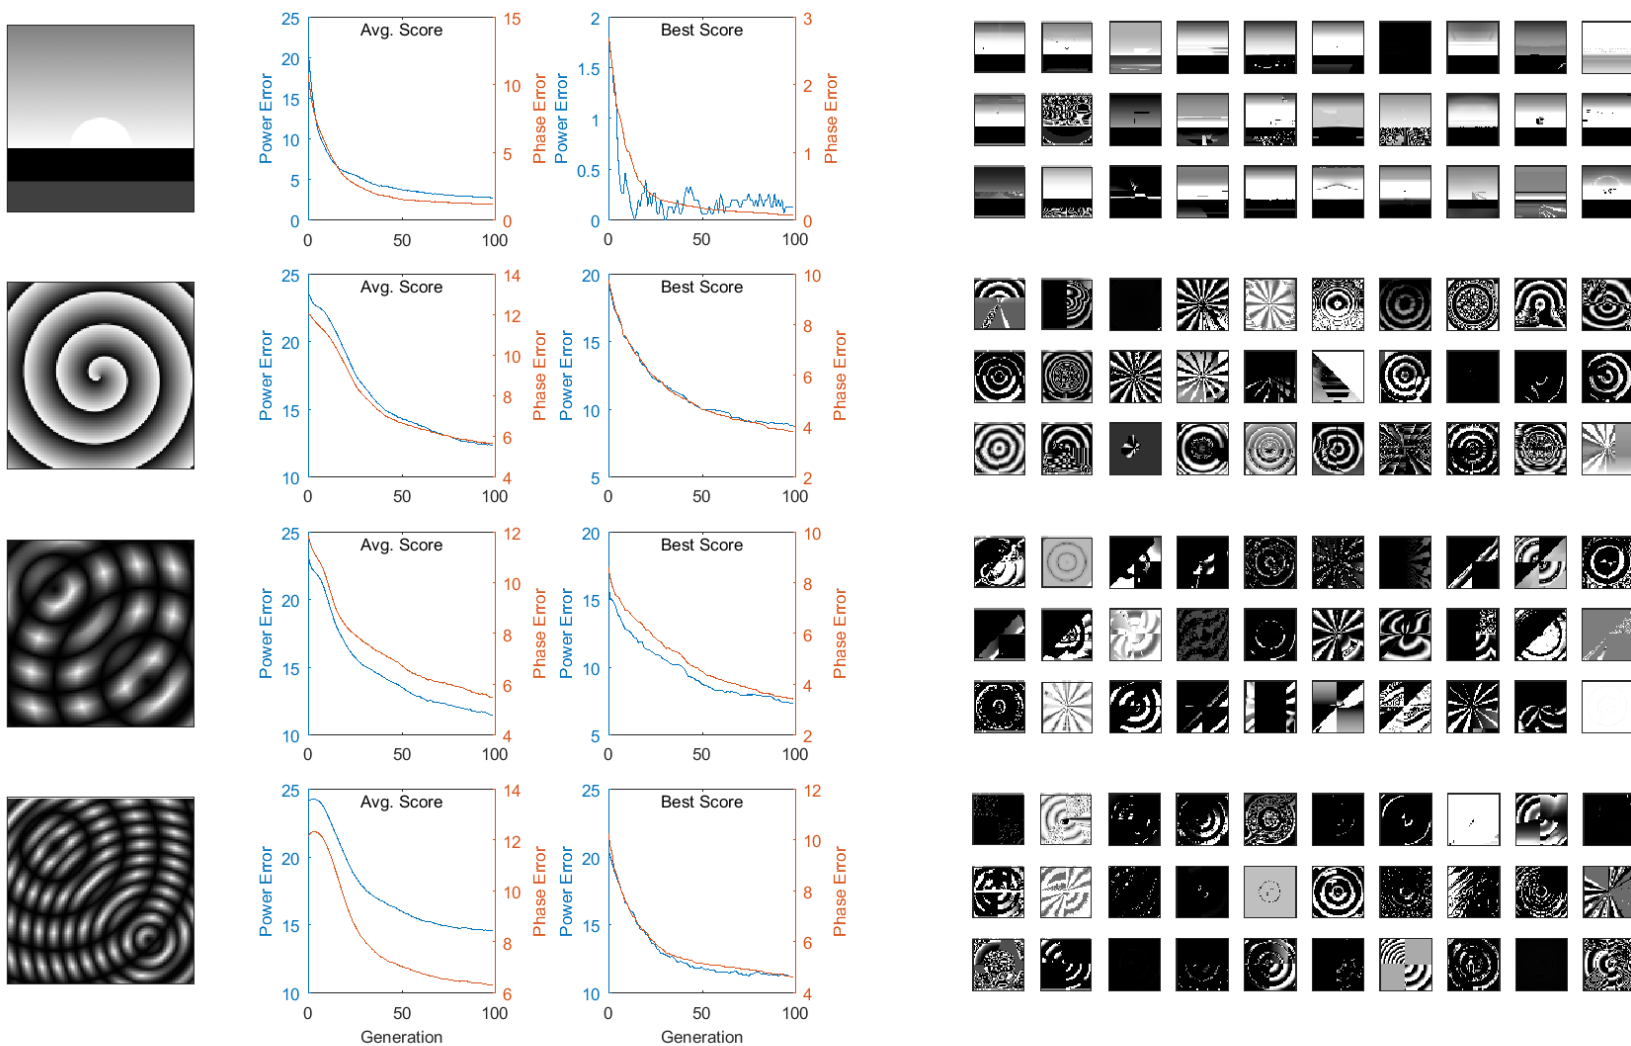 25 15 2 3
Avg. Score Best Score
20 1.5 10 2
15
Power Error Phase Error Power Error Phase Error
10 1 5 1
5 0.5
0 0 0 0
0 50 100 0 50 100
25 14 20 10
Avg. Score Best Score
12 8
20 15
Power Error 10 Phase Error Power Error 6 Phase Error
8
15 10
6 4
10 4 5 2
0 50 100 0 50 100
25 12 20 10
Avg. Score Best Score
10 8
20 15
Power Error 8 Phase Error Power Error 6 Phase Error
15 10
6 4
10 4 5 2
0 50 100 0 50 100
25 14 25 12
Avg. Score Best Score
12 10
20 20
Power Error 10 Phase Error Power Error 8 Phase Error
15 8 15 6
10 6 10 4
0 50 100 0 50 100
Generation Generation